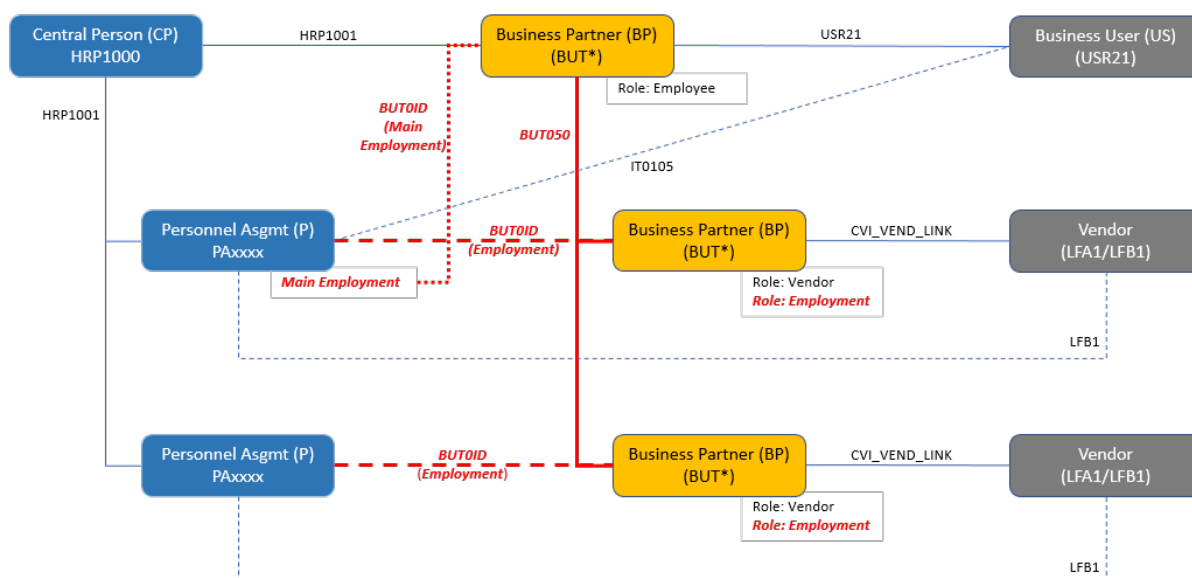 Central Person (CP)
HRP1000
HRP1001
Business Partner (BP)
(BUT*)
USR21
Business User (US)
(USR21)
Role: Employee
HRP1001
BUT0ID
(Main
Employment)
BUT050
IT0105
Personnel Asgmt (P)
PAxxxx
BUT0ID
(Employment)
Business Partner (BP)
(BUT*)
CVI_VEND_LINK
Vendor
(LFA1/LFB1)
Main Employment
Role: Vendor
Role: Employment
LFB1
Personnel Asgmt (P)
PAxxxx
BUT0ID
(Employment)
Business Partner (BP)
(BUT*)
CVI_VEND_LINK
Vendor
(LFA1/LFB1)
Role: Vendor
Role: Employment
LFB1